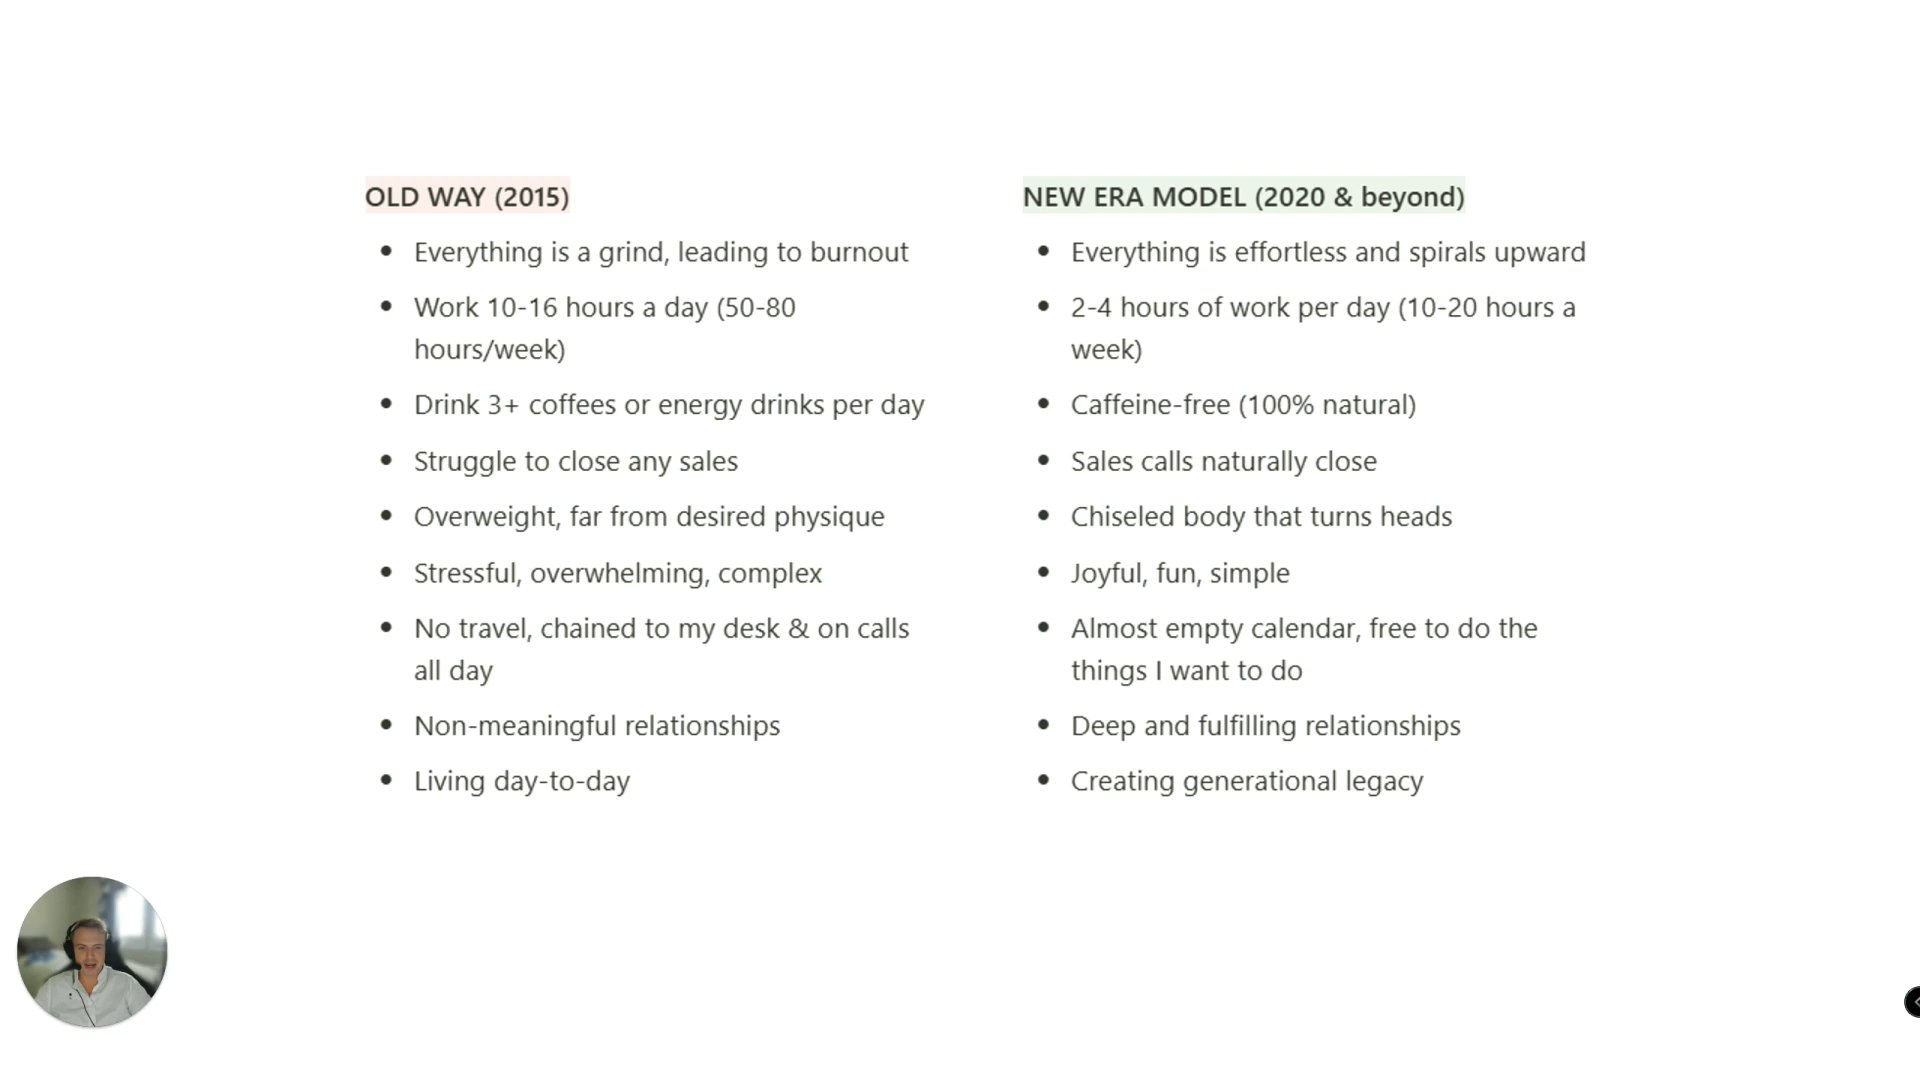 OLD WAY (2015)
Everything is a grind, leading to burnout
Work 10-16 hours a day (50-80
hours/week)
Drink 3+ coffees or energy drinks per day
Struggle to close any sales
Overweight, far from desired physique
Stressful, overwhelming, complex
No travel, chained to my desk & on calls
all day
Non-meaningful relationships
Living day-to-day
NEW ERA MODEL (2020 & beyond)
Everything is effortless and spirals upward
2-4 hours of work per day (10-20 hours a
week)
Caffeine-free (100% natural)
Sales calls naturally close
Chiseled body that turns heads
Joyful, fun, simple
Almost empty calendar, free to do the
things I want to do
Deep and fulfilling relationships
Creating generational legacy